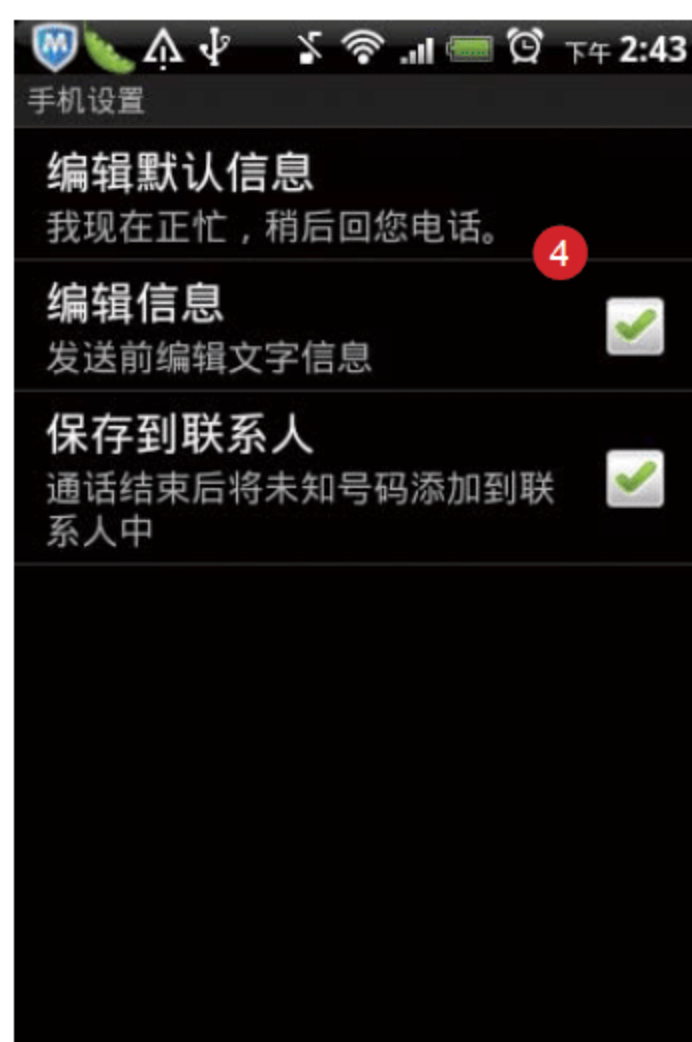 下午 2:43
手机设置
编辑默认信息
我现在正忙，稍后回您电话。
4
编辑信息
发送前编辑文字信息
保存到联系人
通话结束后将未知号码添加到联
系人中